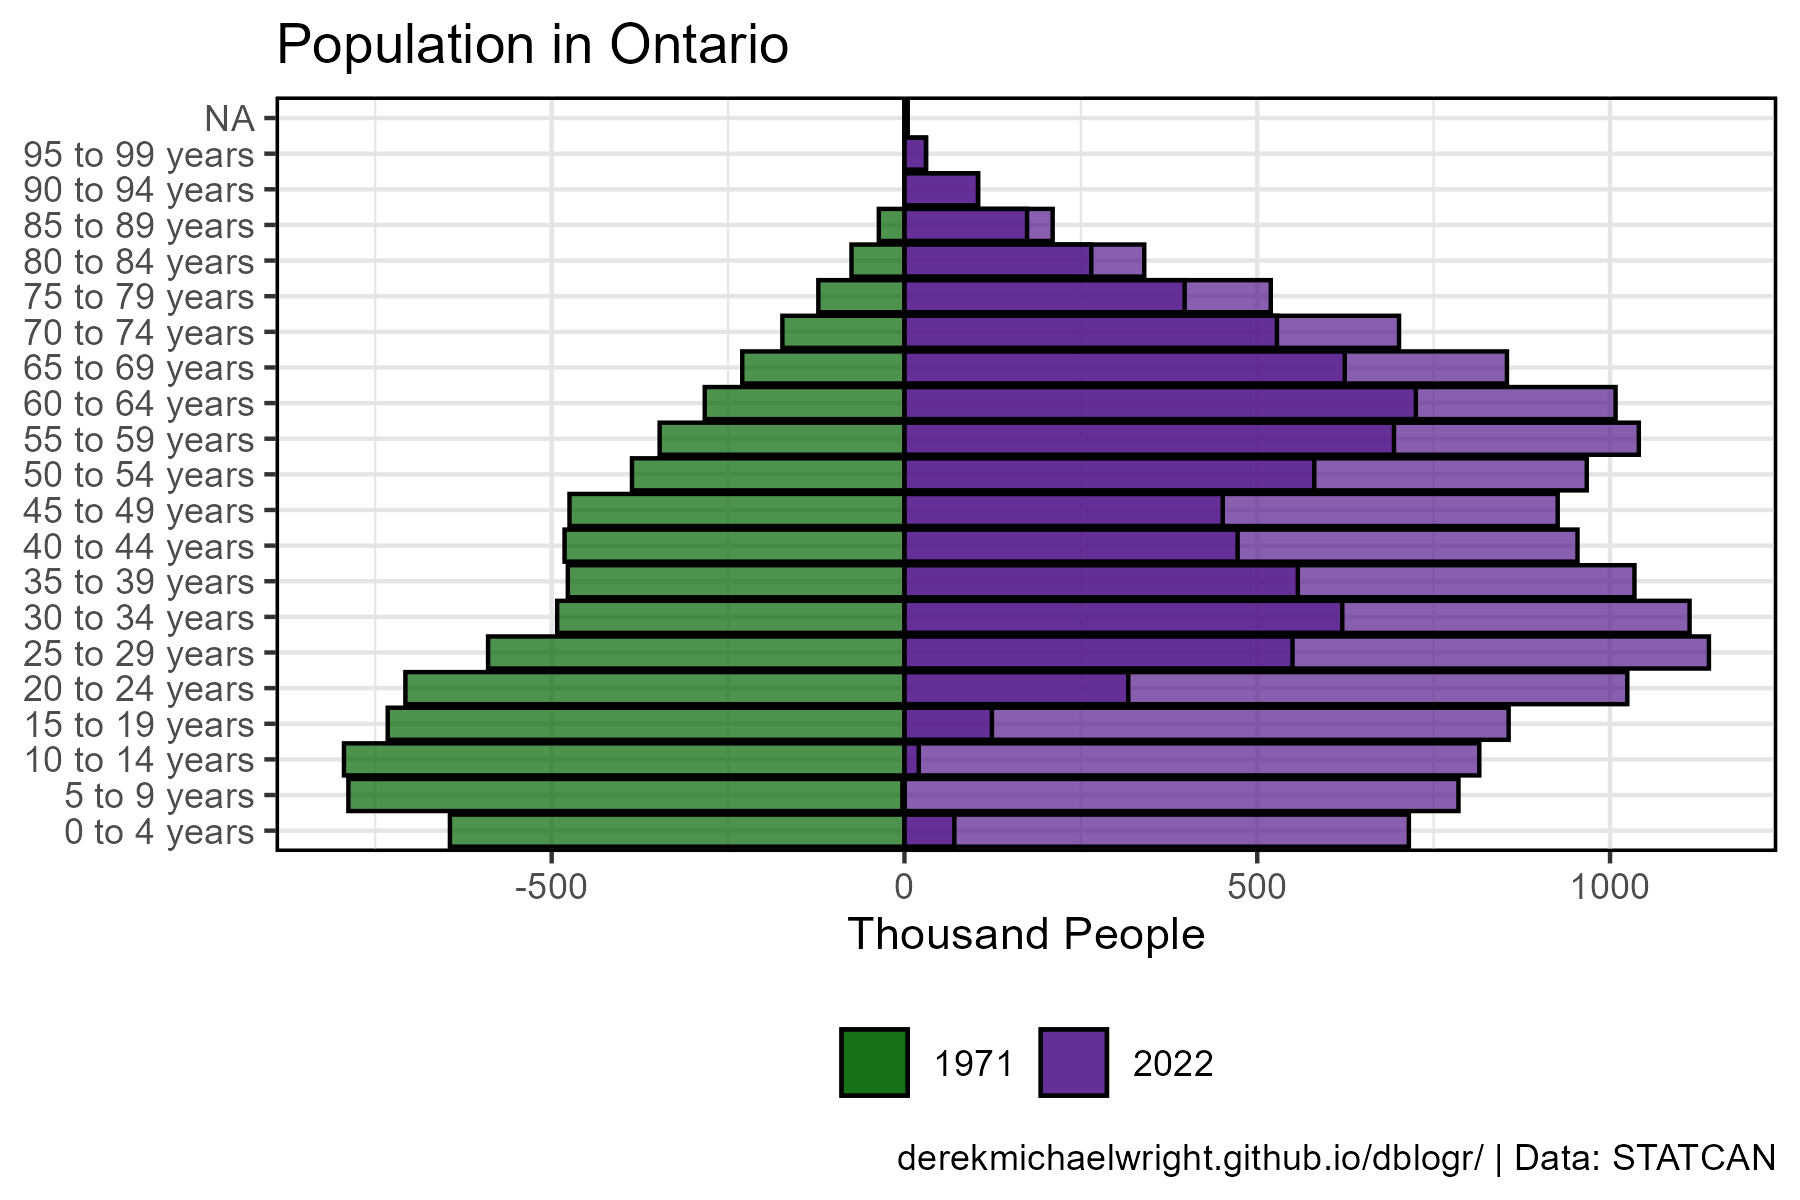 Population in Ontario
NA
95 to 99 years
90 to 94 years
85 to 89 years
80 to 84 years
75 to 79 years
70 to 74 years
65 to 69 years
60 to 64 years
55 to 59 years
50 to 54 years
45 to 49 years
40 to 44 years
35 to 39 years
30 to 34 years
25 to 29 years
20 to 24 years
15 to 19 years
10 to 14 years
5 to 9 years
0 to 4 years
-500 0 500 1000
Thousand People
1971 2022
derekmichaelwright.github.io/dblogr/ | Data: STATCAN